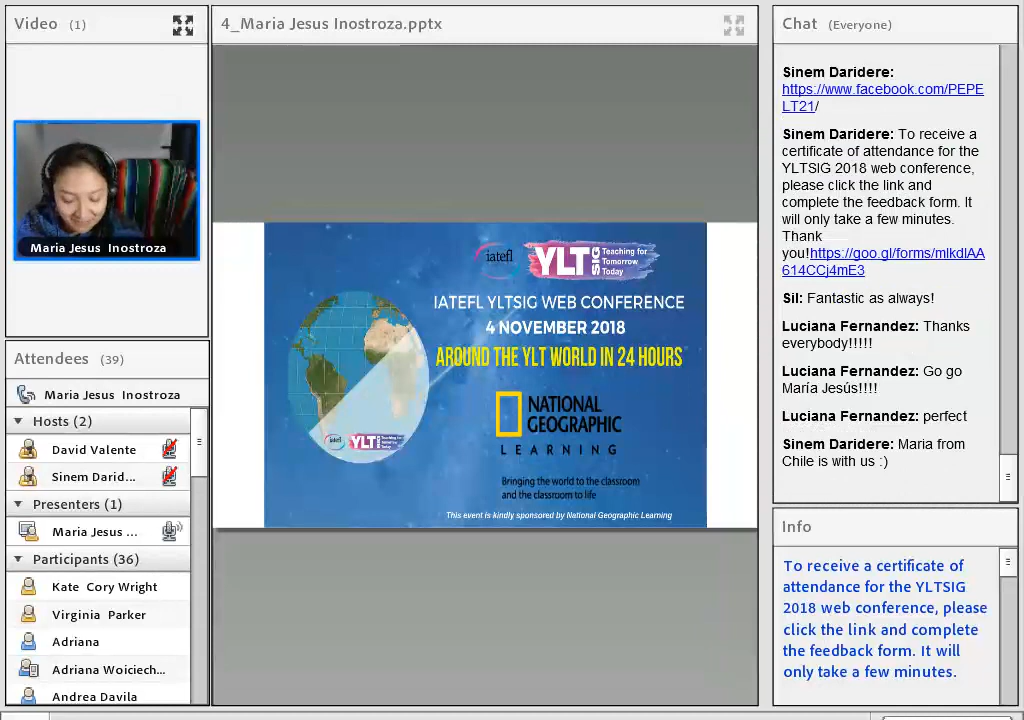 Video (1)
Maria Jesus Inostroza
Attendees (39)
Maria Jesus Inostroza
Hosts (2)
David Valente
Sinem Darid...
Presenters (1)
Maria Jesus ...
Participants (36)
Kate Cory Wright
Virginia Parker
Adriana
Adriana Woiciech...
Andrea Davila
4_Maria Jesus Inostroza.pptx
iatefl
YLT SIG
Teaching for
Tomorrow
Today
IATEFL YLTSIG WEB CONFERENCE
4 NOVEMBER 2018
AROUND THE YLT WORLD IN 24 HOURS
NATIONAL
GEOGRAPHIC
LEARNING
Bringing the world to the classroom
and the classroom to life
This event is kindly sponsored by National Geographic Learning
iatefl YLT SIG
Chat (Everyone)
Sinem Daridere:
https://www.facebook.com/PEPE
LT21/
Sinem Daridere: To receive a
certificate of attendance for the
YLTSIG 2018 web conference,
please click the link and
complete the feedback form. It
will only take a few minutes.
Thank
you!https://goo.gl/forms/mlkdlAA
614CCj4mE3
Sil: Fantastic as always!
Luciana Fernandez: Thanks
everybody!!!!!
Luciana Fernandez: Go go
María Jesús!!!!
Luciana Fernandez: perfect
Sinem Daridere: Maria from
Chile is with us :)
Info
To receive a certificate of
attendance for the YLTSIG
2018 web conference, please
click the link and complete
the feedback form. It will
only take a few minutes.